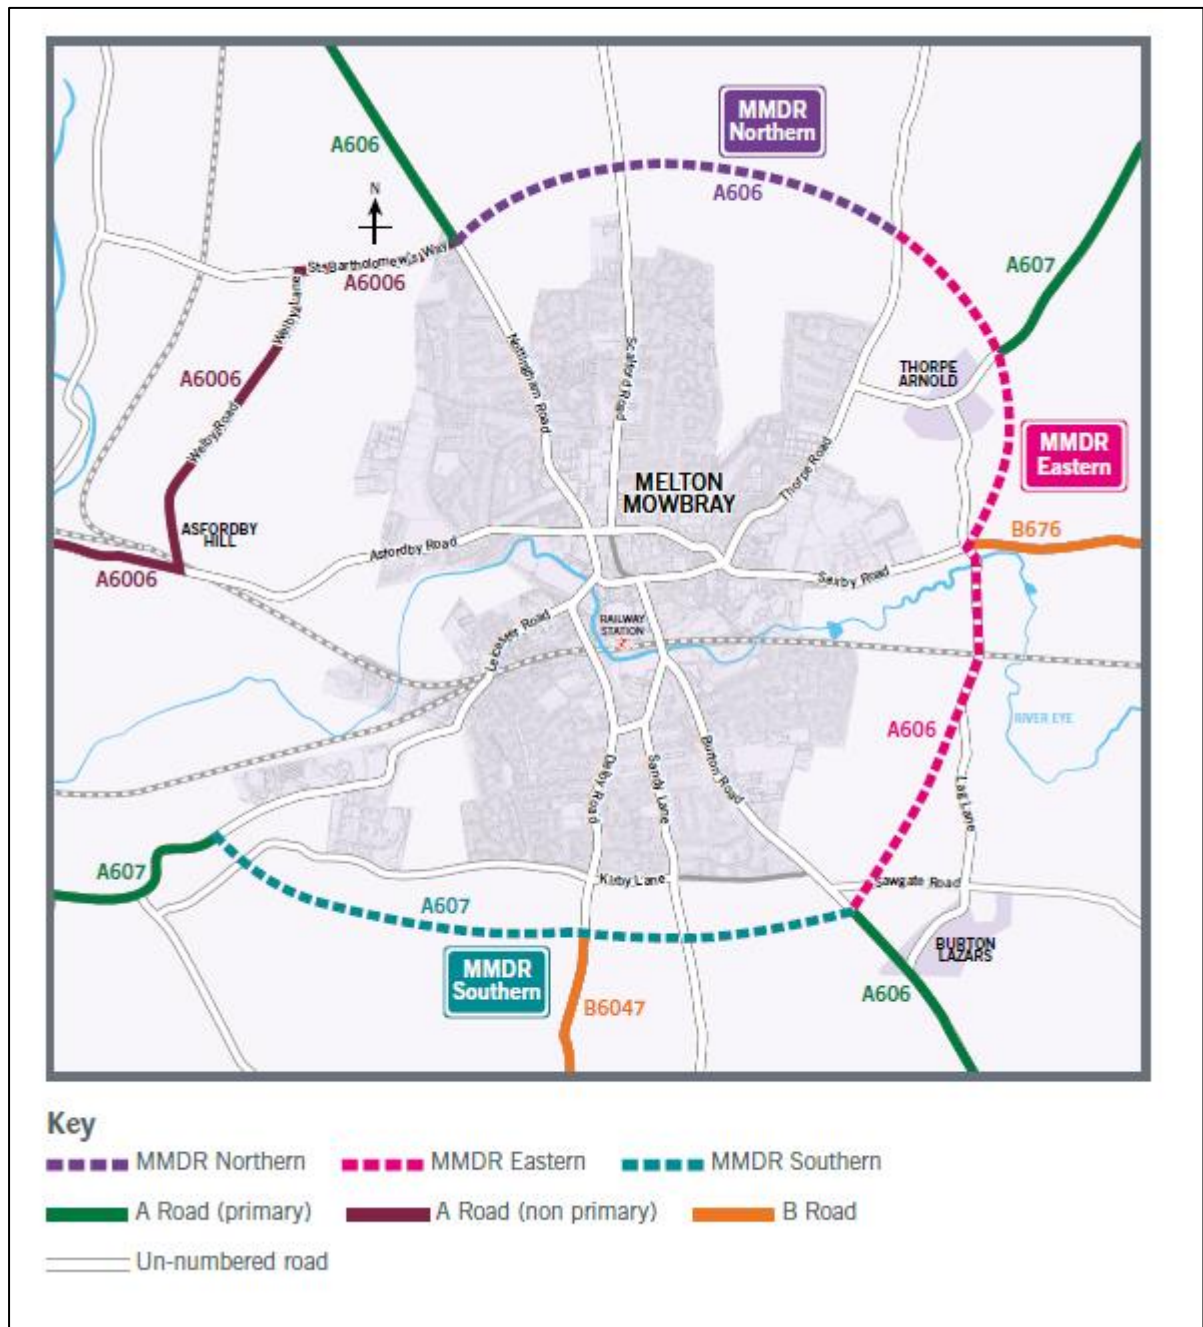 MMDR
Northern
A606
N
A606
St Bartholomew's Way
A6006
A607
Welby Lane
A6006
Nottingham Road
Scalford Road
THORPE
ARNOLD
Welby Road
MMDR
Eastern
MELTON
MOWBRAY
Thorpe Road
ASFORDBY
HILL
B676
Asfordby Road
A6006
Saxby Road
Leicester Road
RAILWAY
STATION
RIVER EYE
A606
Burton Road
Dalby Road
Sandy Lane
Lag Lane
A607
Kirby Lane
Sawgate Road
A607
BURTON
LAZARS
MMDR
Southern
A606
B6047
Key
MMDR Northern
MMDR Eastern
MMDR Southern
A Road (primary)
A Road (non primary)
B Road
Un-numbered road